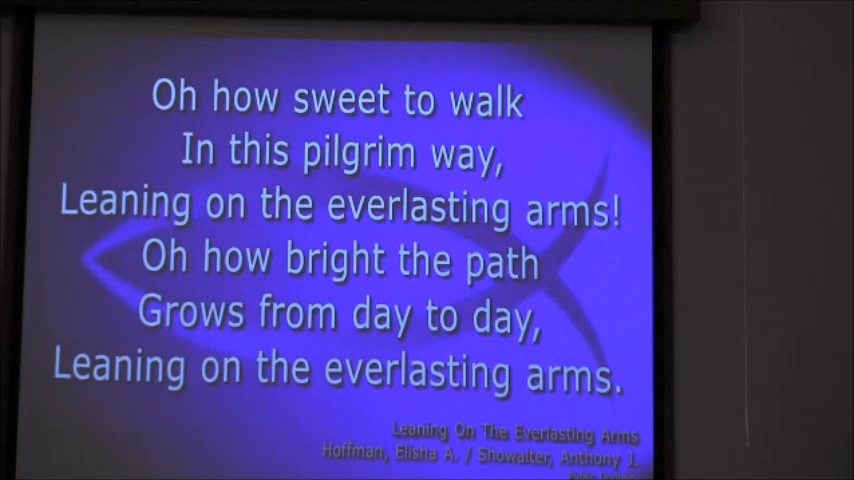 Oh how sweet to walk
In this pilgrim way,
Leaning on the everlasting arms!
Oh how bright the path
Grows from day to day,
Leaning on the everlasting arms.
Leaning On The Everlasting Arms
Hoffman, Elisha A. / Showalter, Anthony J.